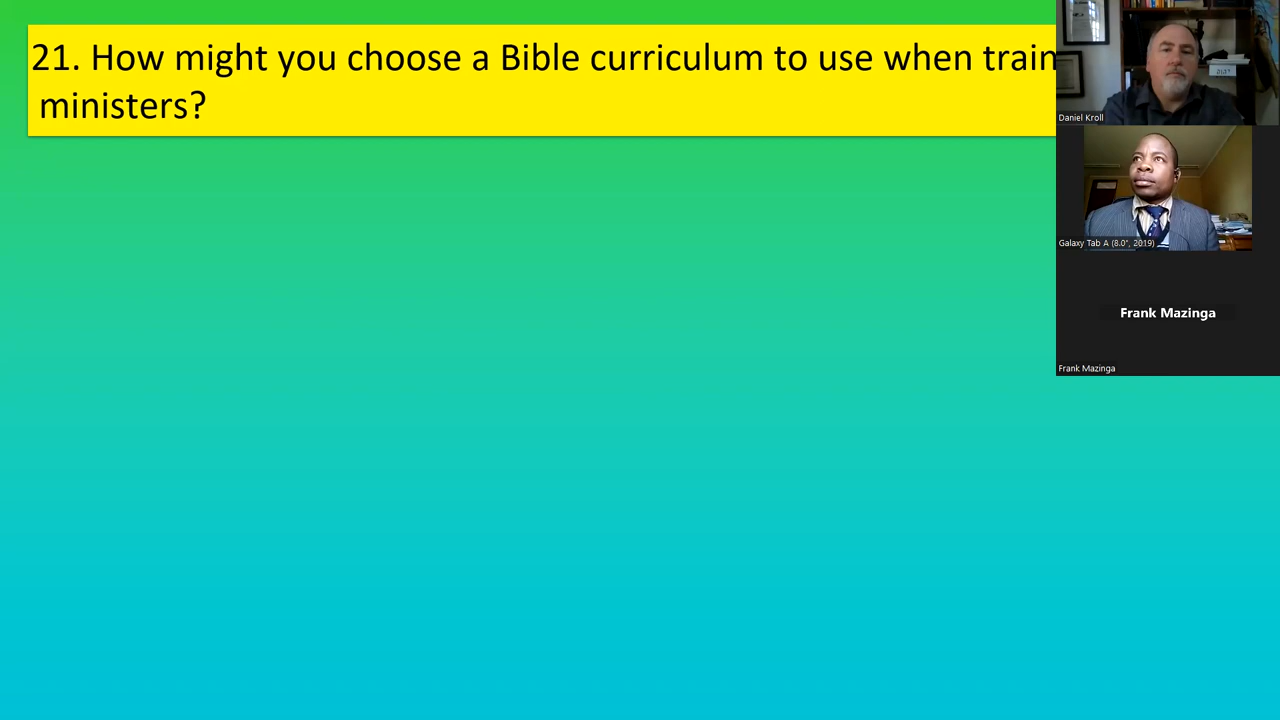 21. How might you choose a Bible curriculum to use when train
ministers?
Daniel Kroll
Galaxy Tab A (8.0", 2019)
Frank Mazinga
Frank Mazinga